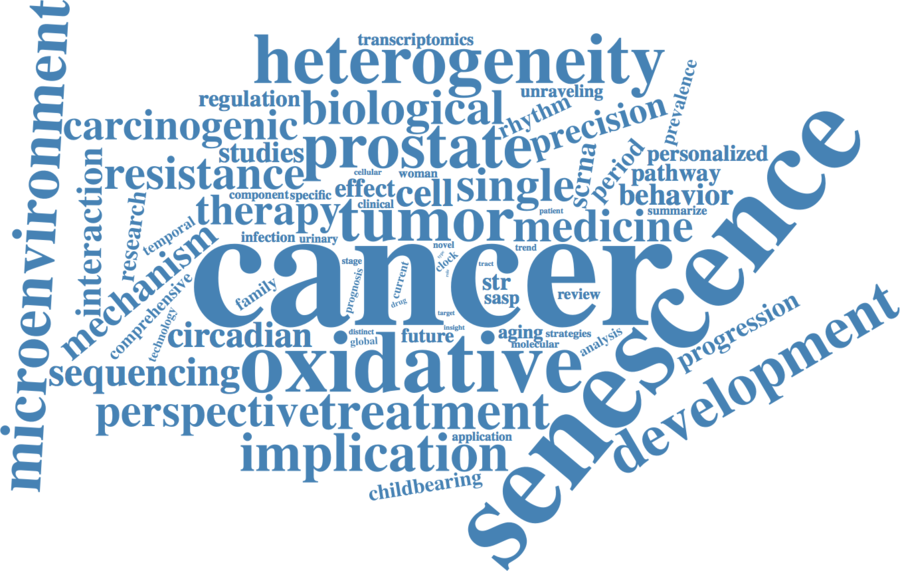 transcriptomics
heterogeneity
microenvironment
regulation
biological
unraveling
rhythm
precision
prevalence
carcinogenic
prostate
senescence
studies
resistance
cellular
woman
scrna
period
personalized
pathway
behavior
interaction
research
component
specific
effect
cell
single
clinical
therapy
tumor
patient
medicine
summarize
temporal
mechanism
infection
urinary
cancer
novel
trend
clock
stage
prognosis
current
drug
tract
str
sasp
review
family
comprehensive
technology
target
insight
circadian
distinct
global
future
aging
strategies
molecular
analysis
progression
development
sequencing
oxidative
perspective
treatment
implication
application
childbearing